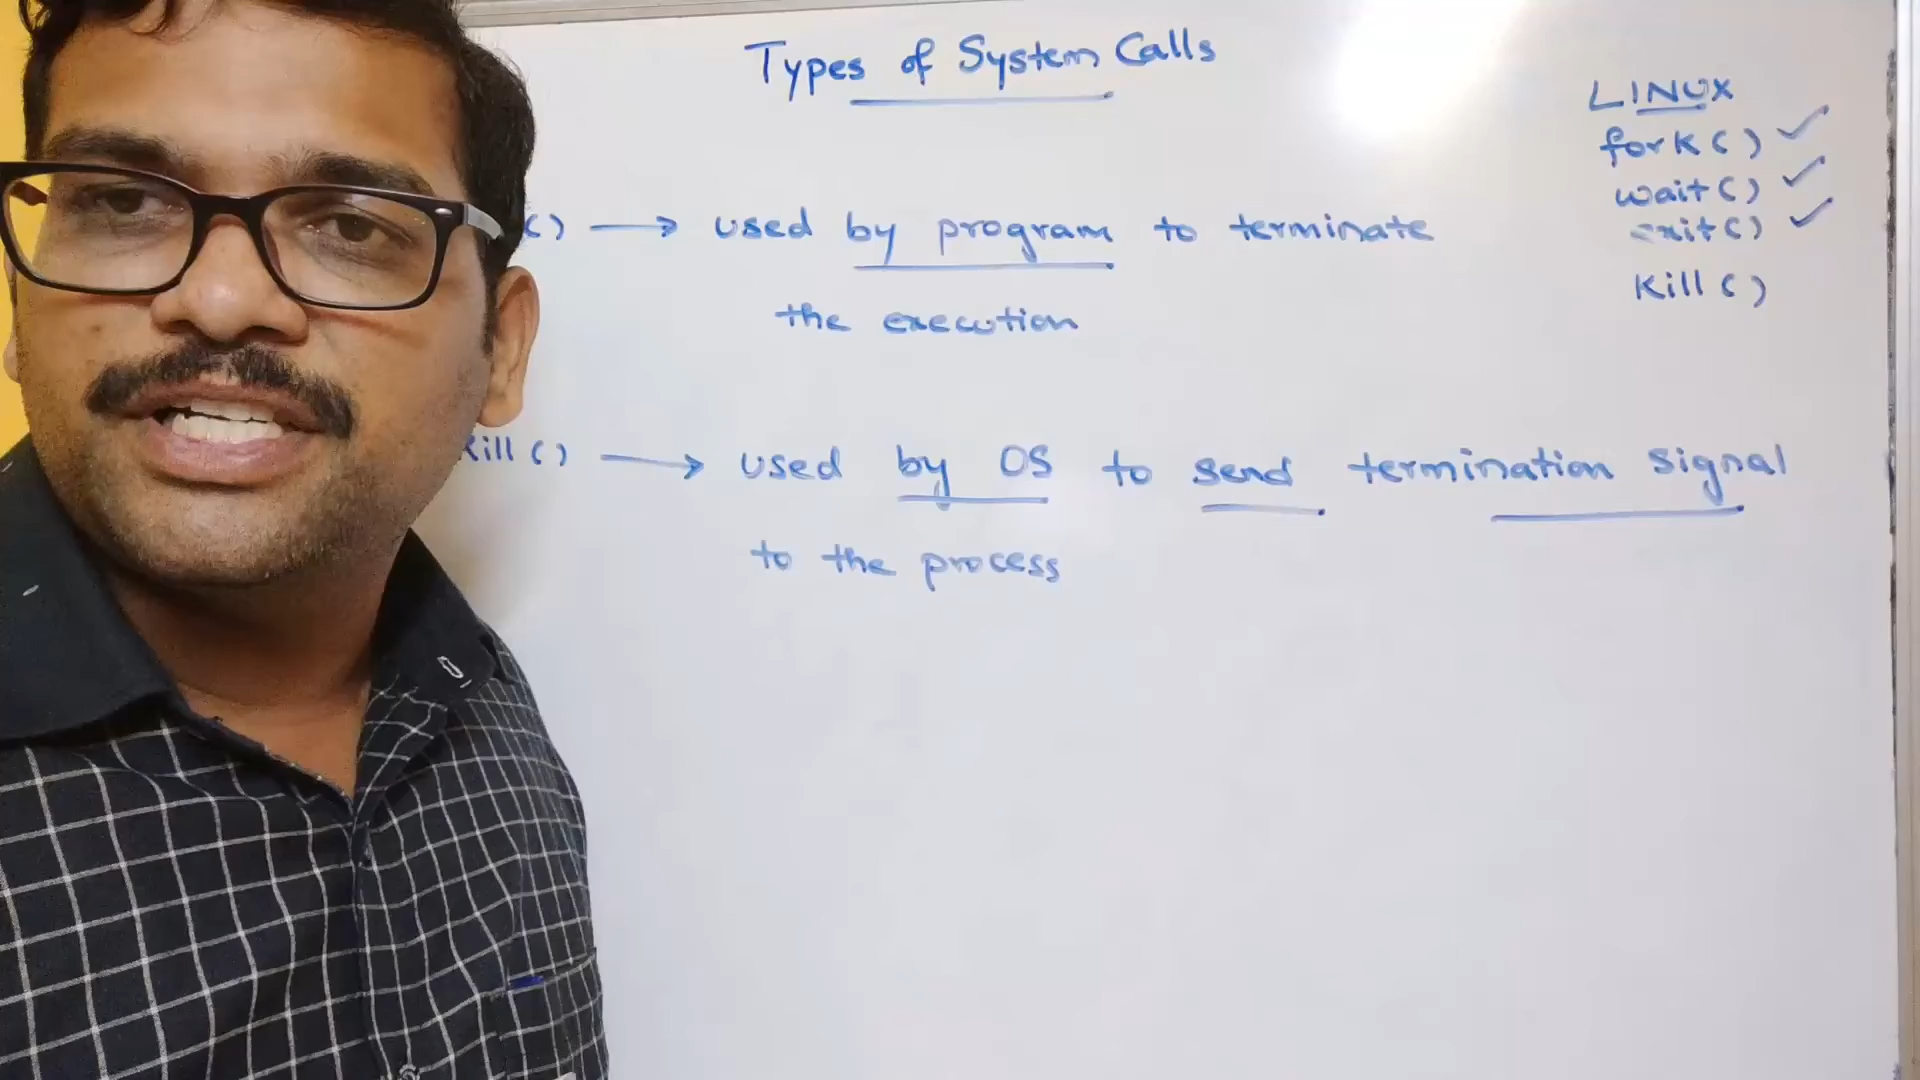 Types of System Calls
LINUX
fork()
wait()
exit()
Kill()
() → used by program to terminate
the execution
Kill() → used by OS to send termination signal
to the process